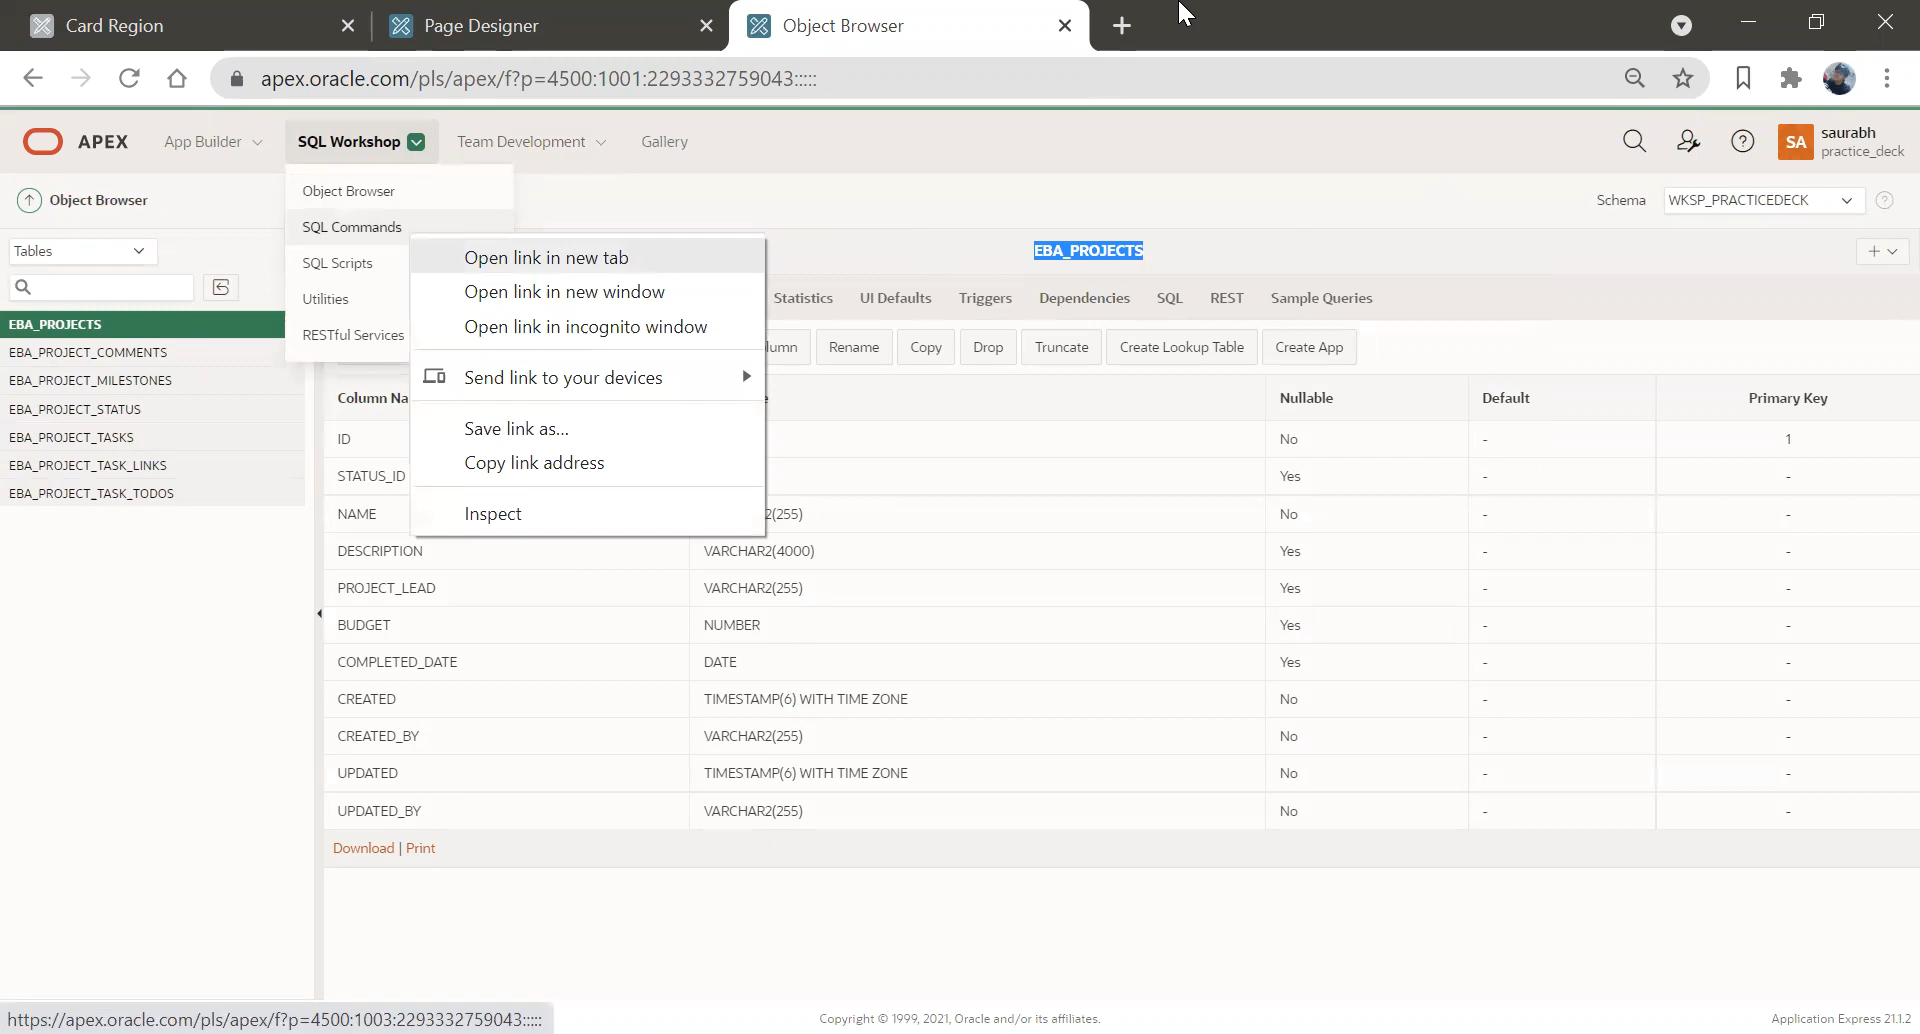 Card Region
Page Designer
Object Browser
apex.oracle.com/pls/apex/f?p=4500:1001:2293332759043:::::
APEX
App Builder
SQL Workshop
Team Development
Gallery
SA
saurabh
practice_deck
Object Browser
Object Browser
SQL Commands
SQL Scripts
Utilities
RESTful Services
Schema
WKSP_PRACTICEDECK
Tables
EBA_PROJECTS
EBA_PROJECT_COMMENTS
EBA_PROJECT_MILESTONES
EBA_PROJECT_STATUS
EBA_PROJECT_TASKS
EBA_PROJECT_TASK_LINKS
EBA_PROJECT_TASK_TODOS
Open link in new tab
Open link in new window
Open link in incognito window
Send link to your devices
Save link as...
Copy link address
Inspect
EBA_PROJECTS
Statistics UI Defaults Triggers Dependencies SQL REST Sample Queries
lumn Rename Copy Drop Truncate Create Lookup Table Create App
Column Na e Nullable Default Primary Key
ID No - 1
STATUS_ID Yes - -
NAME 2(255) No - -
DESCRIPTION VARCHAR2(4000) Yes - -
PROJECT_LEAD VARCHAR2(255) Yes - -
BUDGET NUMBER Yes - -
COMPLETED_DATE DATE Yes - -
CREATED TIMESTAMP(6) WITH TIME ZONE No - -
CREATED_BY VARCHAR2(255) No - -
UPDATED TIMESTAMP(6) WITH TIME ZONE No - -
UPDATED_BY VARCHAR2(255) No - -
Download | Print
https://apex.oracle.com/pls/apex/f?p=4500:1003:2293332759043:::::
Copyright © 1999, 2021, Oracle and/or its affiliates.
Application Express 21.1.2